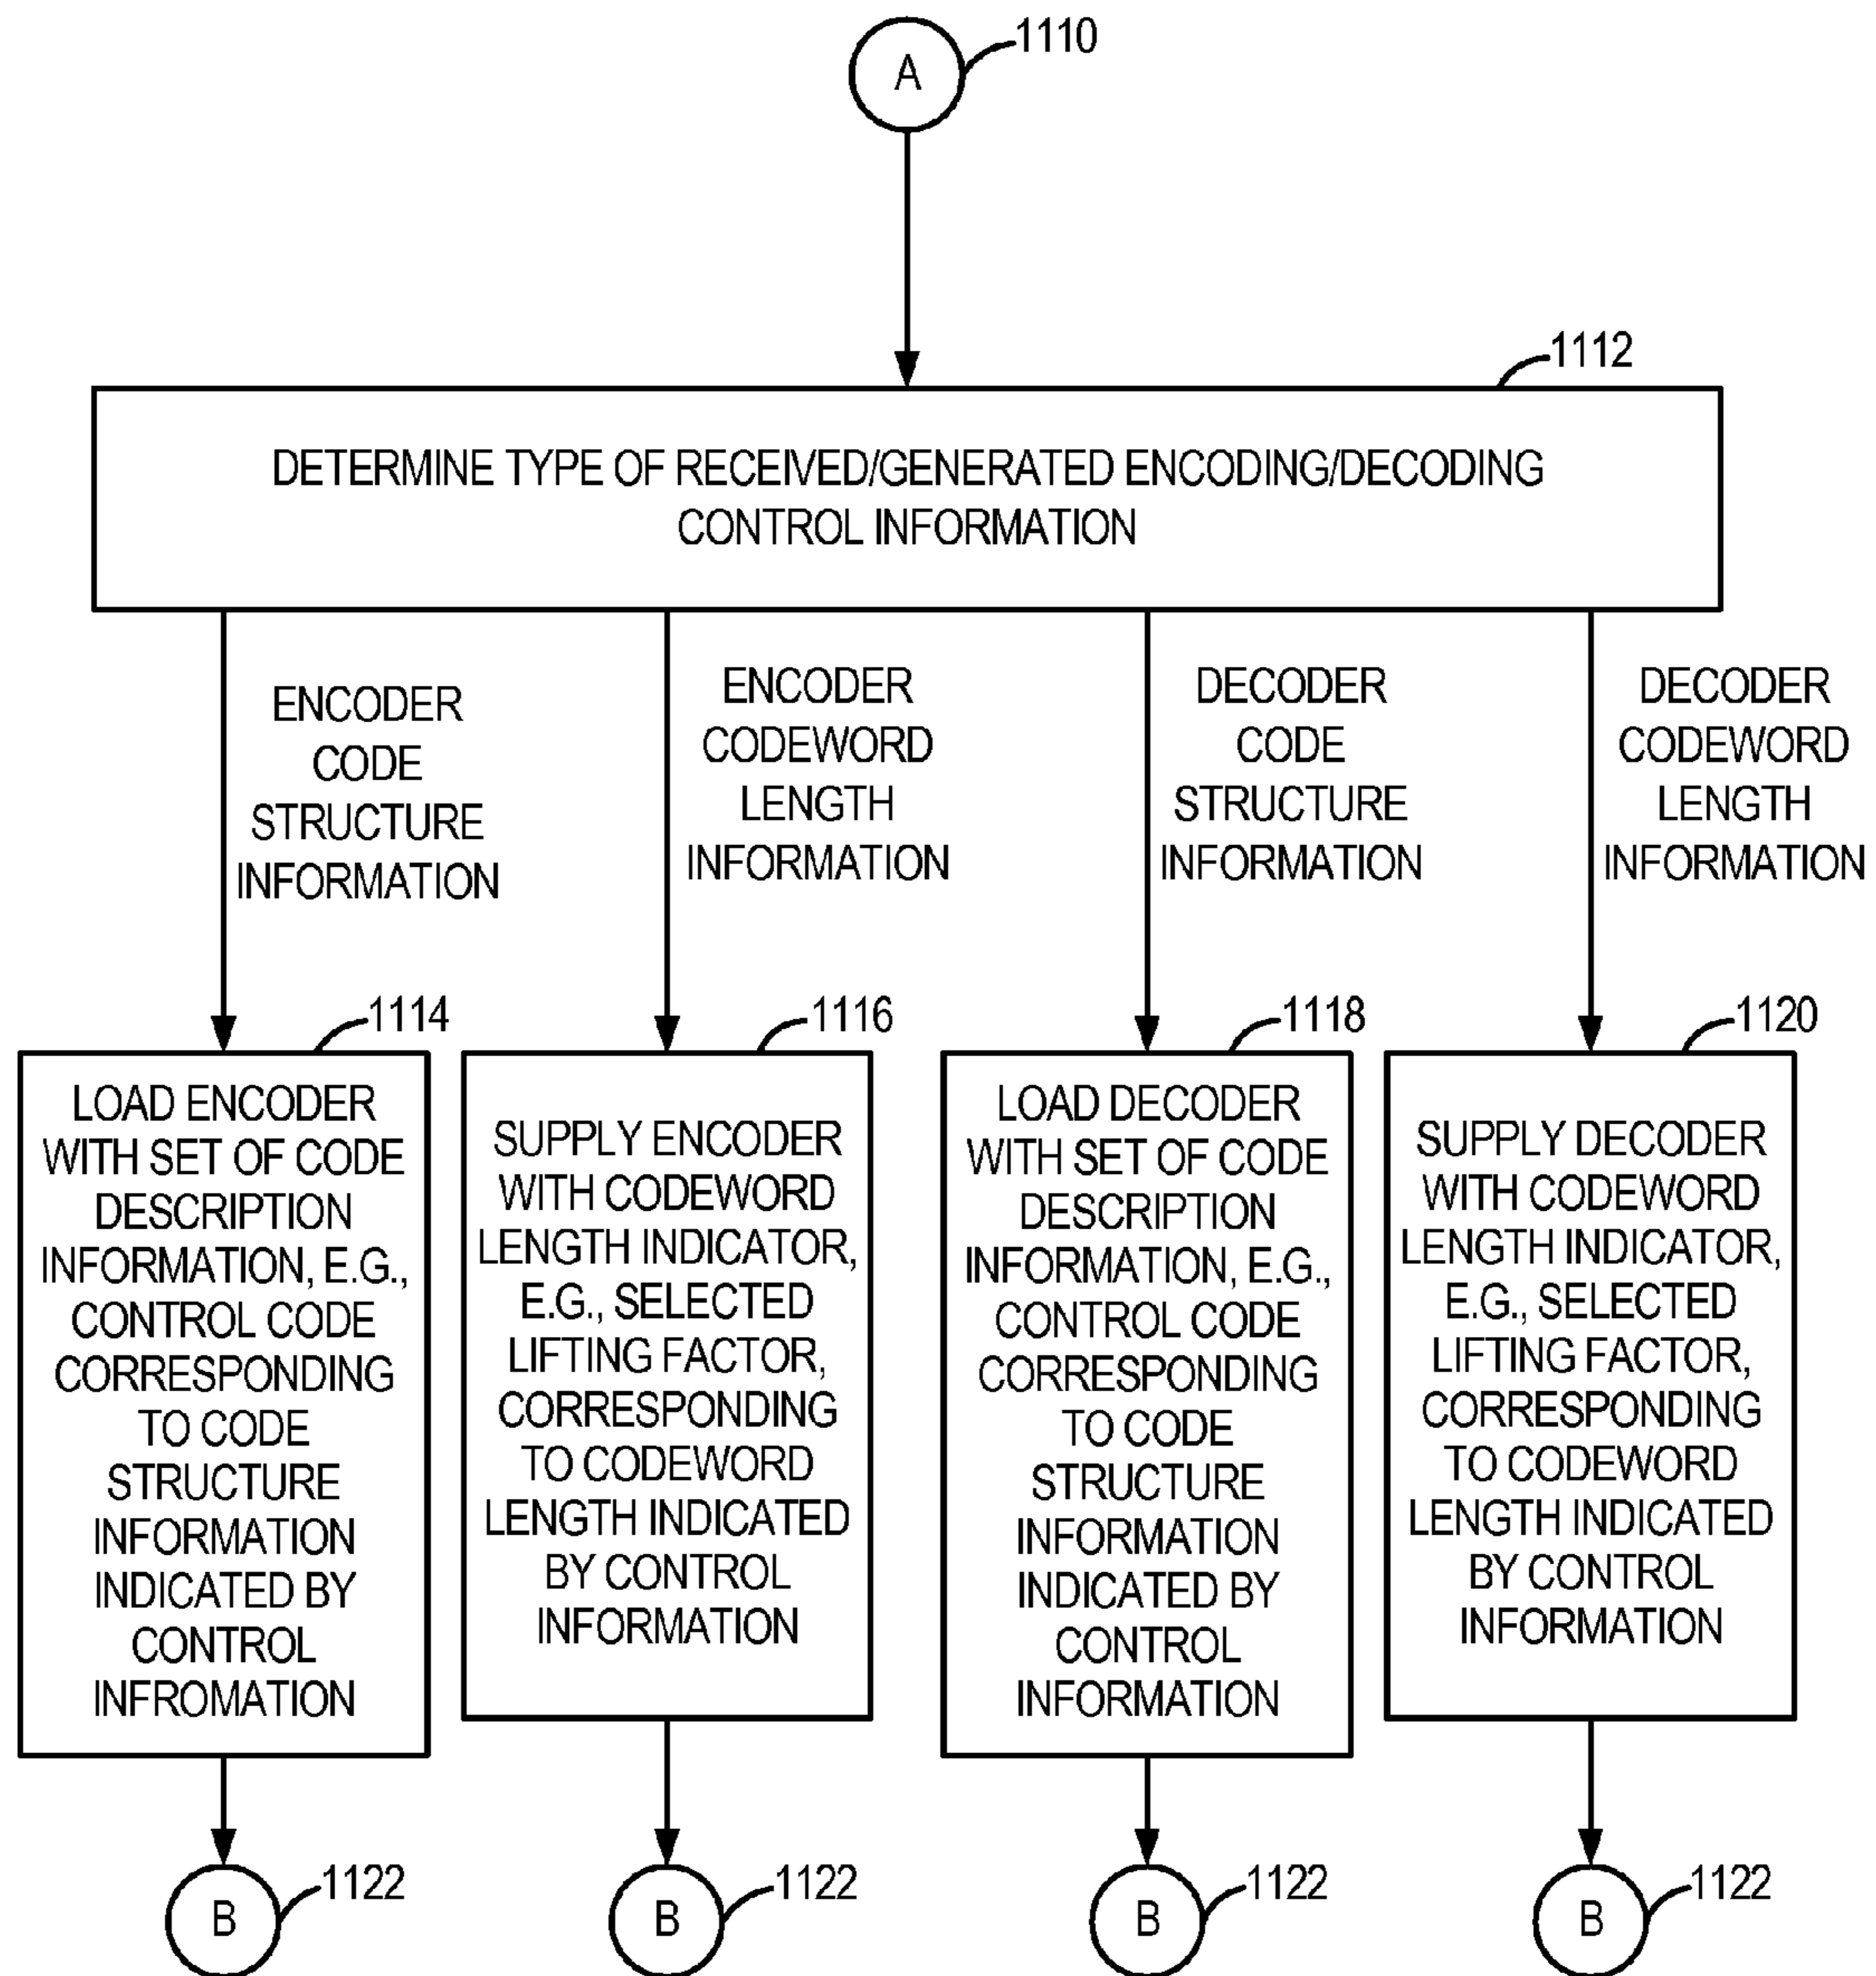 A
1110
1112
DETERMINE TYPE OF RECEIVED/GENERATED ENCODING/DECODING
CONTROL INFORMATION
ENCODER
CODE
STRUCTURE
INFORMATION
ENCODER
CODEWORD
LENGTH
INFORMATION
DECODER
CODE
STRUCTURE
INFORMATION
DECODER
CODEWORD
LENGTH
INFORMATION
1114
LOAD ENCODER
WITH SET OF CODE
DESCRIPTION
INFORMATION, E.G.,
CONTROL CODE
CORRESPONDING
TO CODE
STRUCTURE
INFORMATION
INDICATED BY
CONTROL
INFROMATION
1116
SUPPLY ENCODER
WITH CODEWORD
LENGTH INDICATOR,
E.G., SELECTED
LIFTING FACTOR,
CORRESPONDING
TO CODEWORD
LENGTH INDICATED
BY CONTROL
INFORMATION
1118
LOAD DECODER
WITH SET OF CODE
DESCRIPTION
INFORMATION, E.G.,
CONTROL CODE
CORRESPONDING
TO CODE
STRUCTURE
INFORMATION
INDICATED BY
CONTROL
INFORMATION
1120
SUPPLY DECODER
WITH CODEWORD
LENGTH INDICATOR,
E.G., SELECTED
LIFTING FACTOR,
CORRESPONDING
TO CODEWORD
LENGTH INDICATED
BY CONTROL
INFORMATION
B
1122
B
1122
B
1122
B
1122